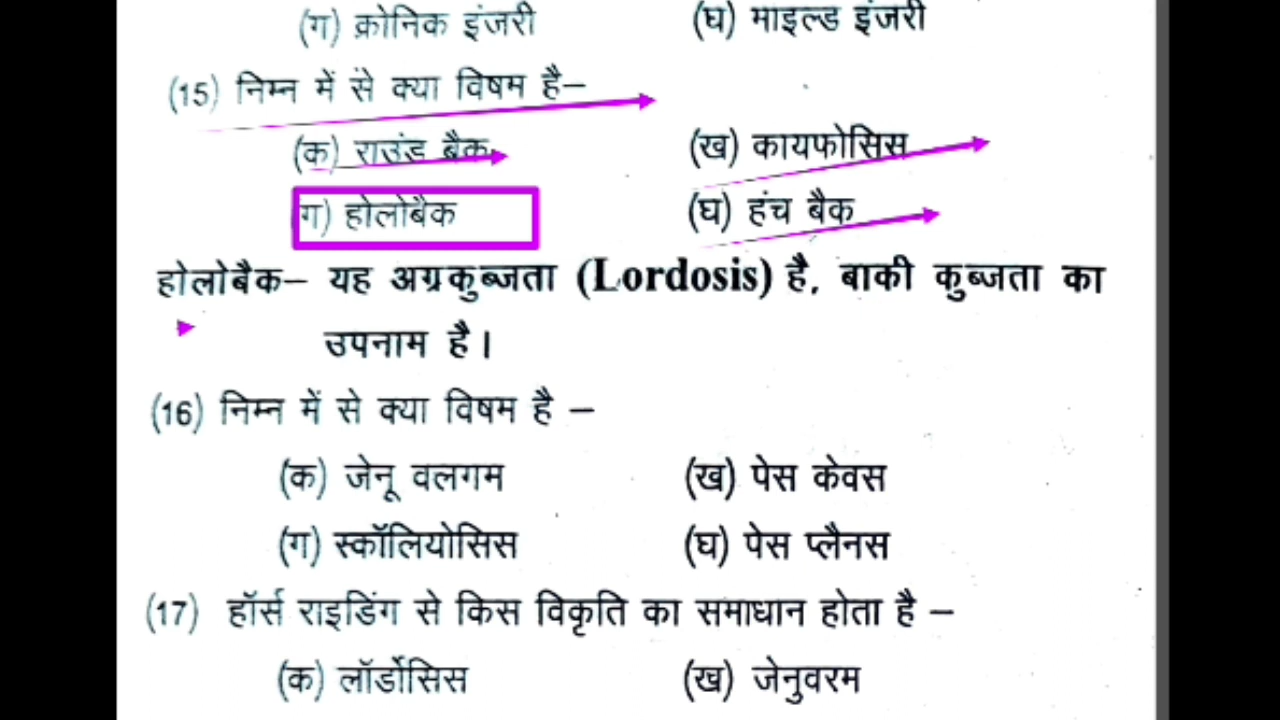 (ग) क्रोनिक इंजरी (घ) माइल्ड इंजरी
(15) निम्न में से क्या विषम है–
(क) राउंड बैक (ख) कायफोसिस
ग) होलोबैक (घ) हंच बैक
होलोबैक– यह अग्रकुब्जता (Lordosis) है, बाकी कुब्जता का
उपनाम है।
(16) निम्न में से क्या विषम है –
(क) जेनू वलगम (ख) पेस केवस
(ग) स्कॉलियोसिस (घ) पेस प्लैनस
(17) हॉर्स राइडिंग से किस विकृति का समाधान होता है –
(क) लॉर्डोसिस (ख) जेनुवरम